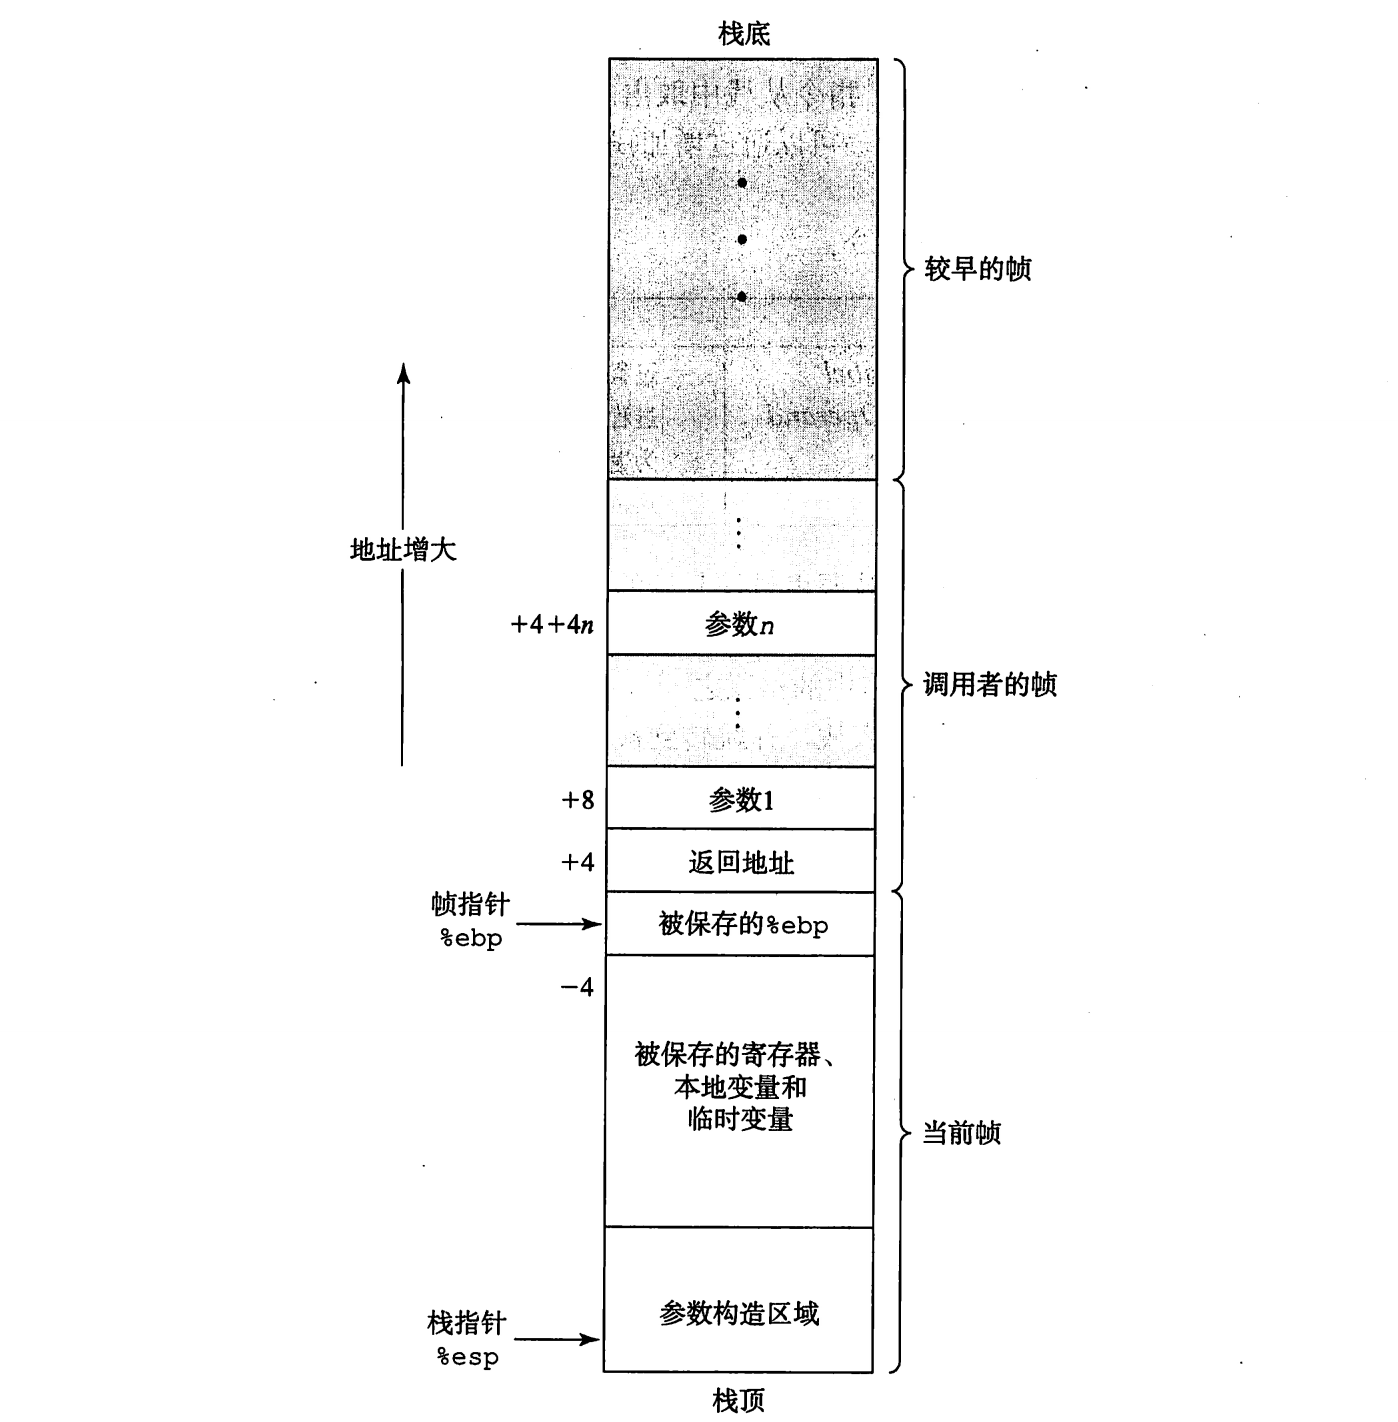 栈底
较早的帧
地址增大
+4+4n
参数n
调用者的帧
+8
参数1
+4
返回地址
帧指针
%ebp
被保存的%ebp
−4
被保存的寄存器、
本地变量和
临时变量
当前帧
参数构造区域
栈指针
%esp
栈顶